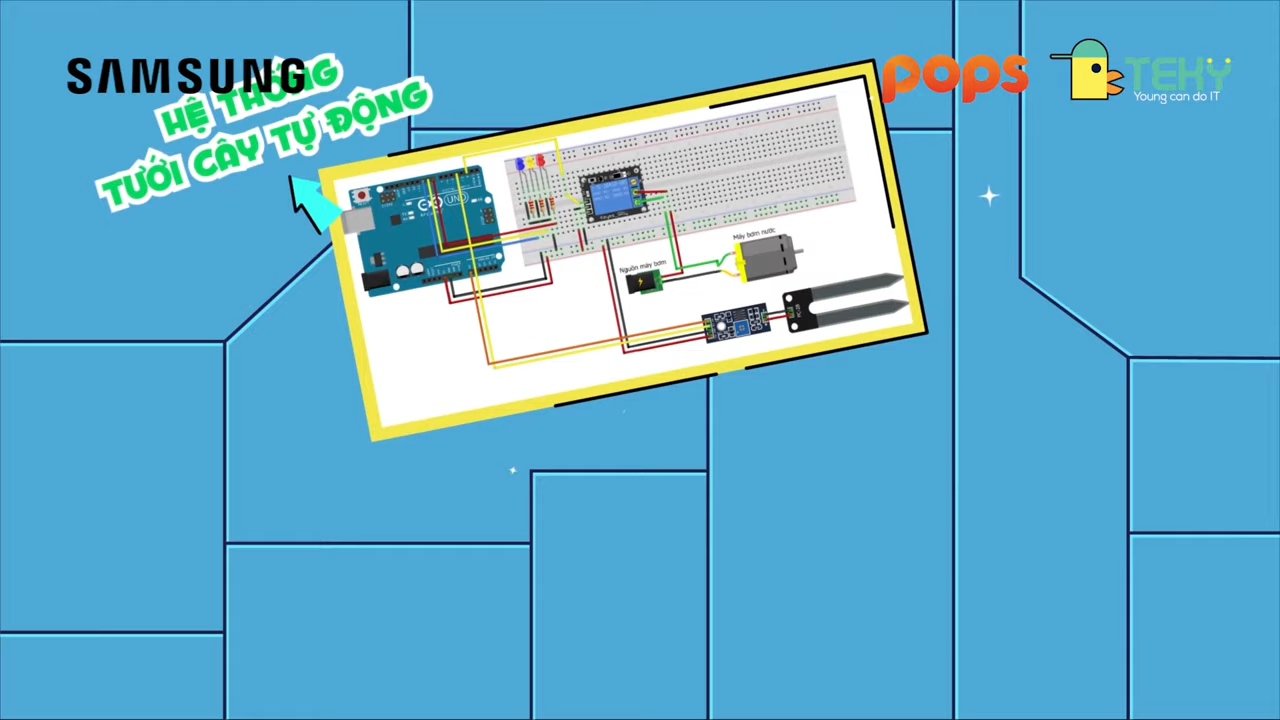 SAMSUNG
HỆ THỐNG
TƯỚI CÂY TỰ ĐỘNG
pops
TEKY
Young can do IT
UNO
Máy bơm nước
Nguồn máy bơm